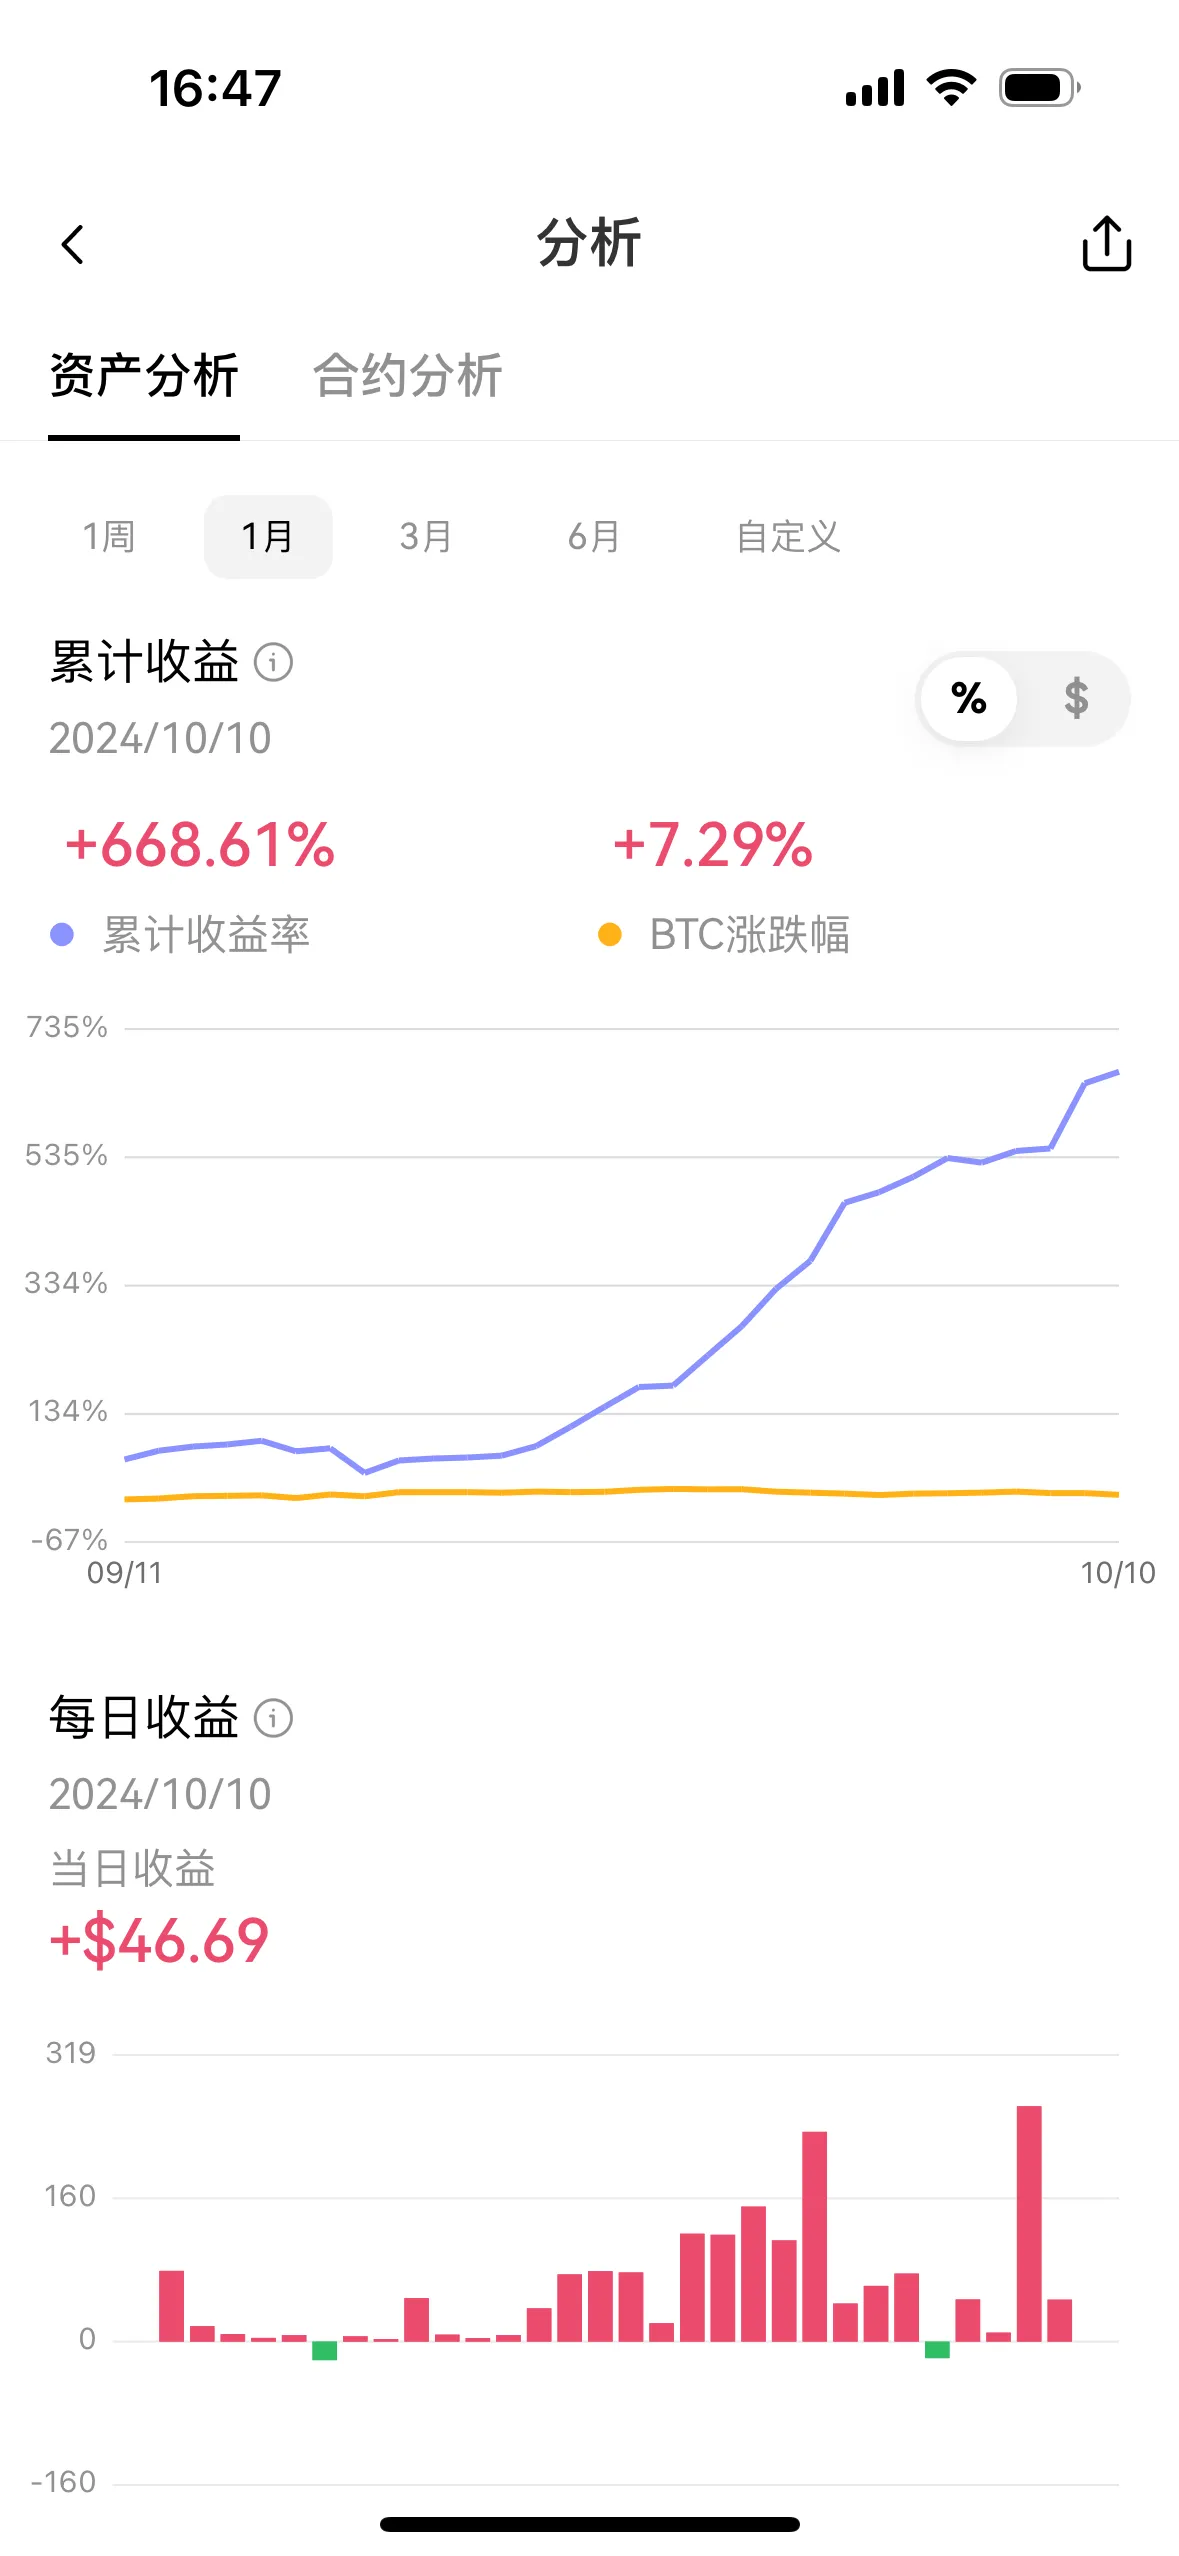 16:47
分析
资产分析 合约分析
1周 1月 3月 6月 自定义
累计收益
% $
2024/10/10
+668.61% +7.29%
累计收益率 BTC涨跌幅
735%
535%
334%
134%
-67%
09/11 10/10
每日收益
2024/10/10
当日收益
+$46.69
319
160
0
-160